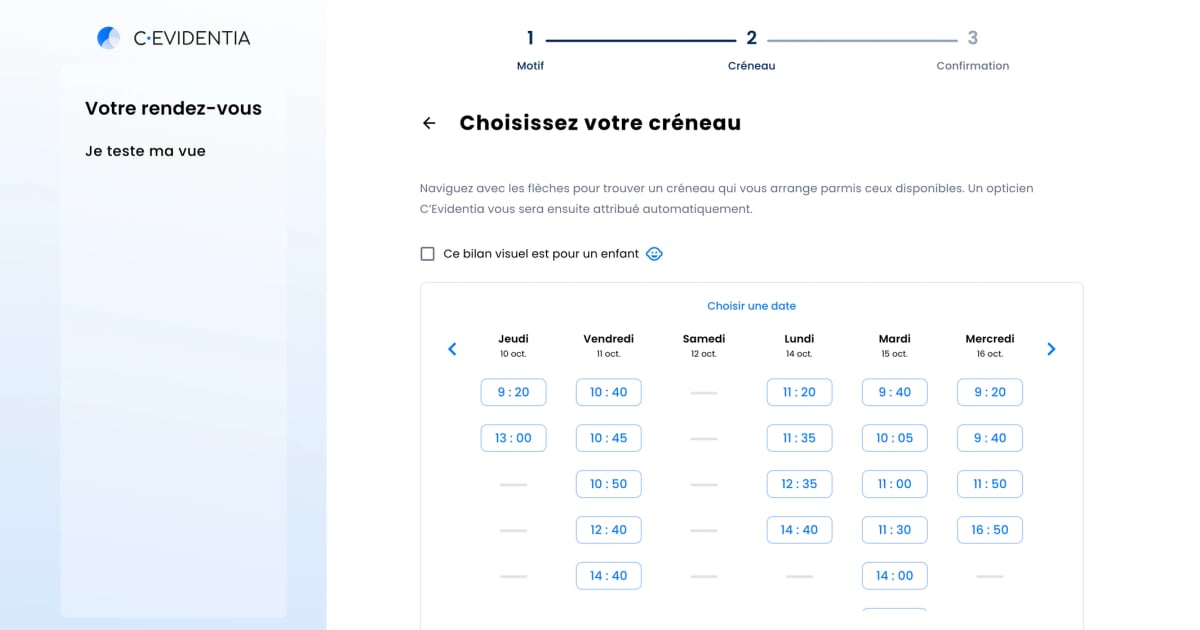 C·EVIDENTIA
Votre rendez-vous
Je teste ma vue
1 2 3
Motif Créneau Confirmation
Choisissez votre créneau
Naviguez avec les flèches pour trouver un créneau qui vous arrange parmis ceux disponibles. Un opticien
C’Evidentia vous sera ensuite attribué automatiquement.
Ce bilan visuel est pour un enfant
Choisir une date
Jeudi Vendredi Samedi Lundi Mardi Mercredi
10 oct. 11 oct. 12 oct. 14 oct. 15 oct. 16 oct.
9 : 20 10 : 40 11 : 20 9 : 40 9 : 20
13 : 00 10 : 45 11 : 35 10 : 05 9 : 40
10 : 50 12 : 35 11 : 00 11 : 50
12 : 40 14 : 40 11 : 30 16 : 50
14 : 40 14 : 00